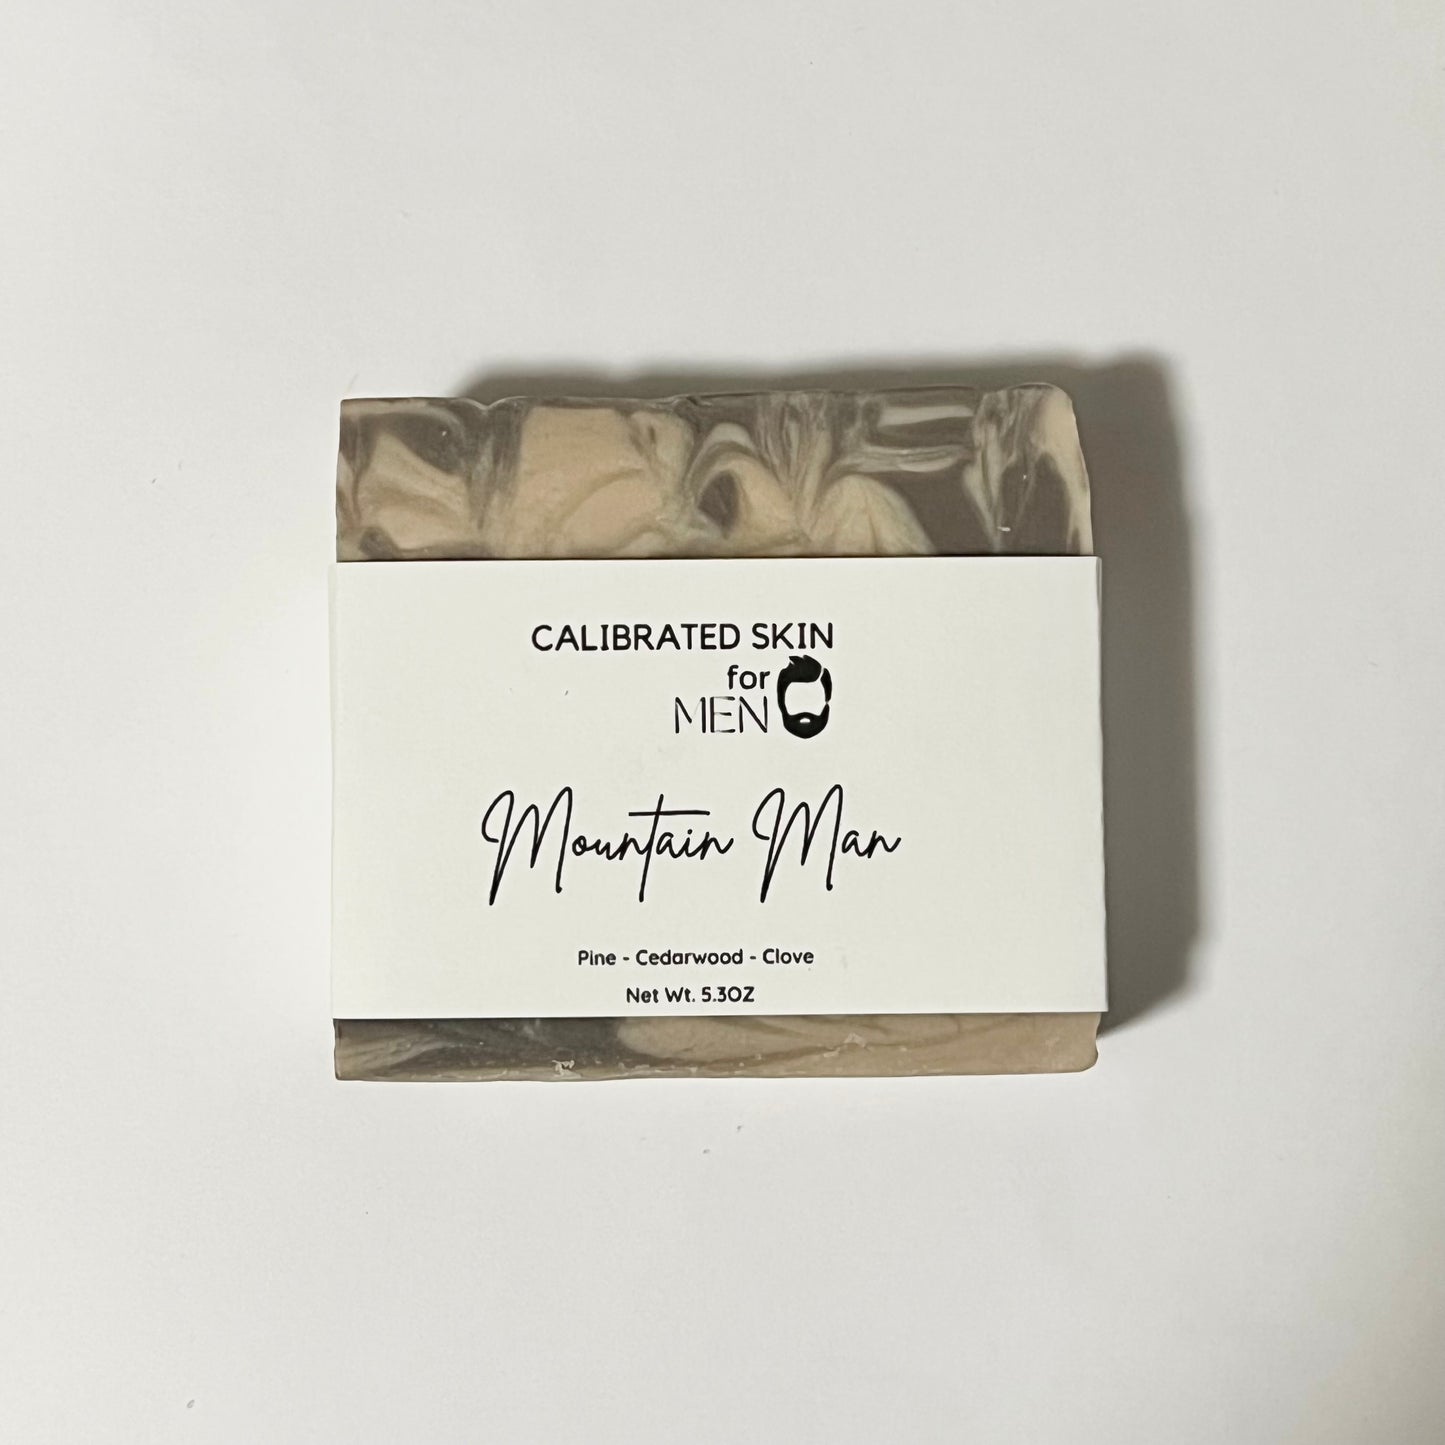 CALIBRATED SKIN
for
MEN
Mountain Man
Pine - Cedarwood - Clove
Net Wt. 5.3OZ